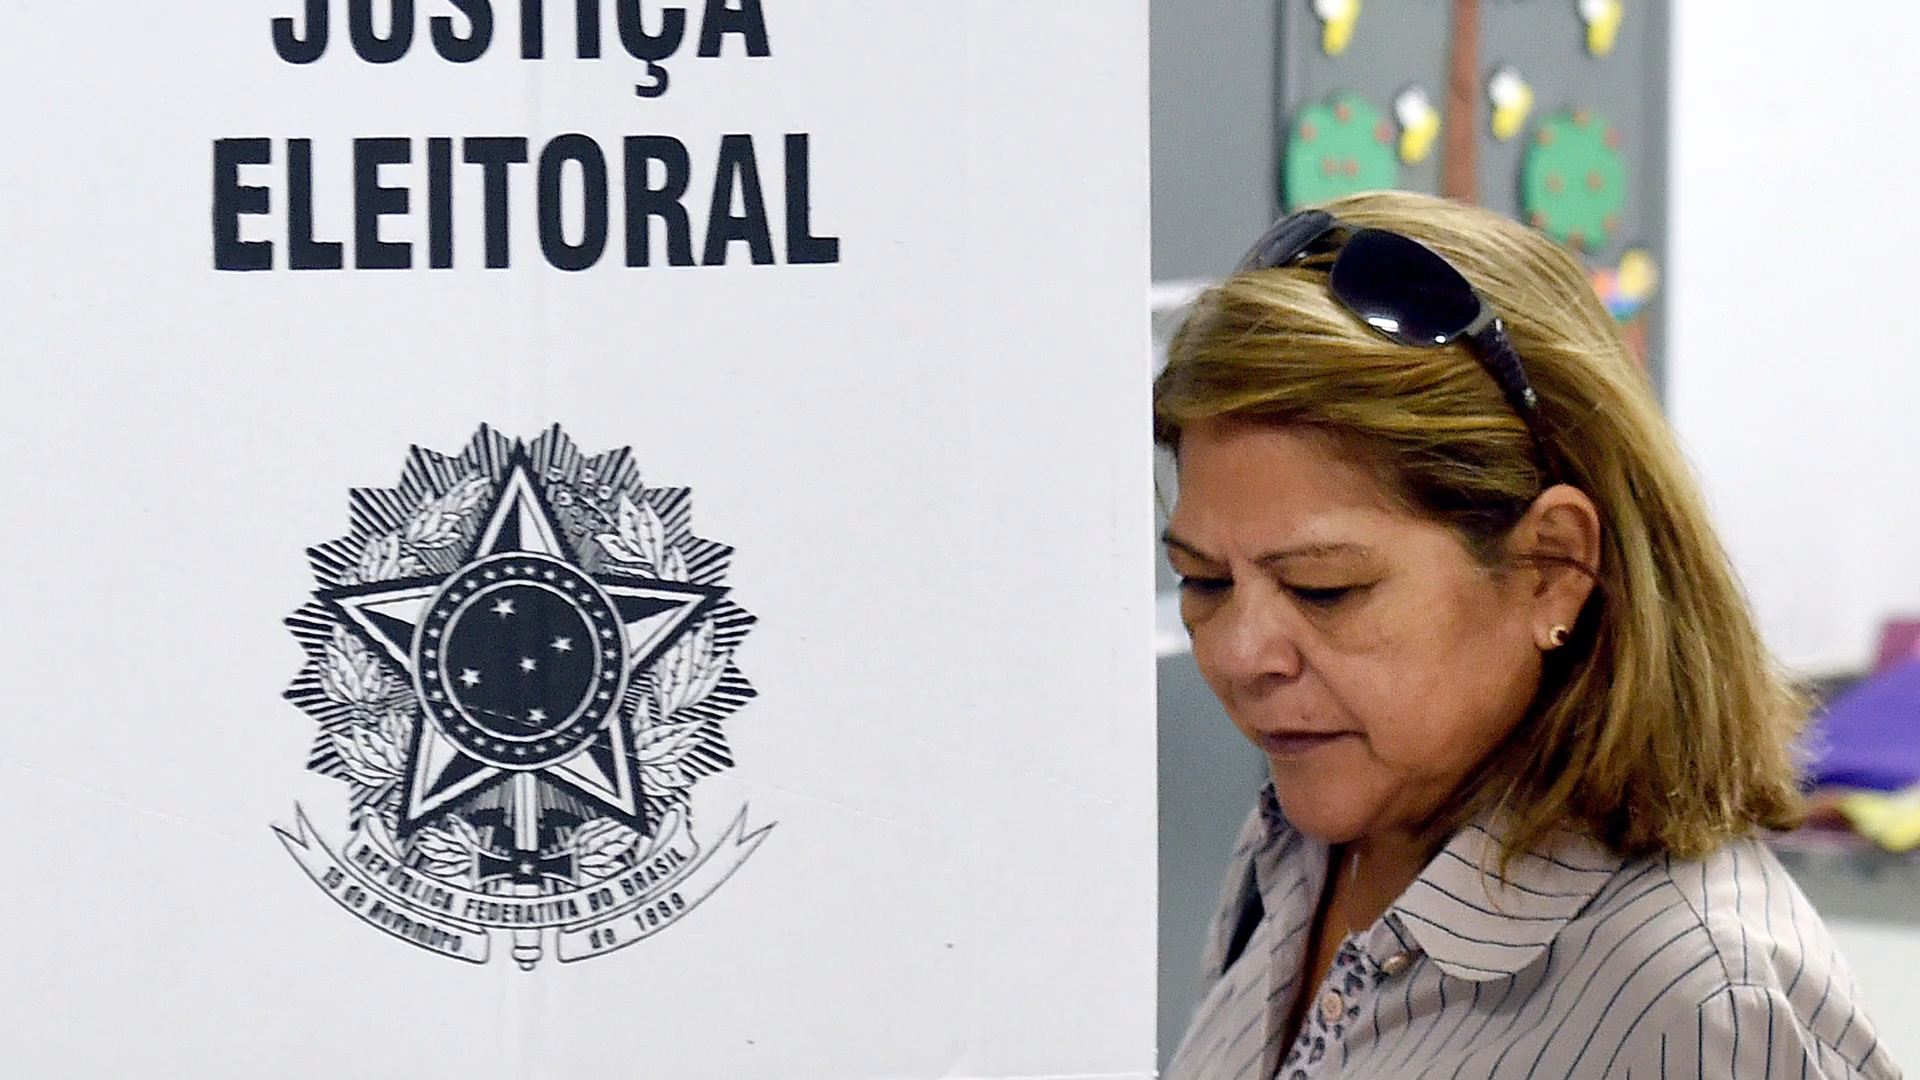 JUSTIÇA
ELEITORAL
REPÚBLICA FEDERATIVA DO BRASIL
15 de Novembro de 1889